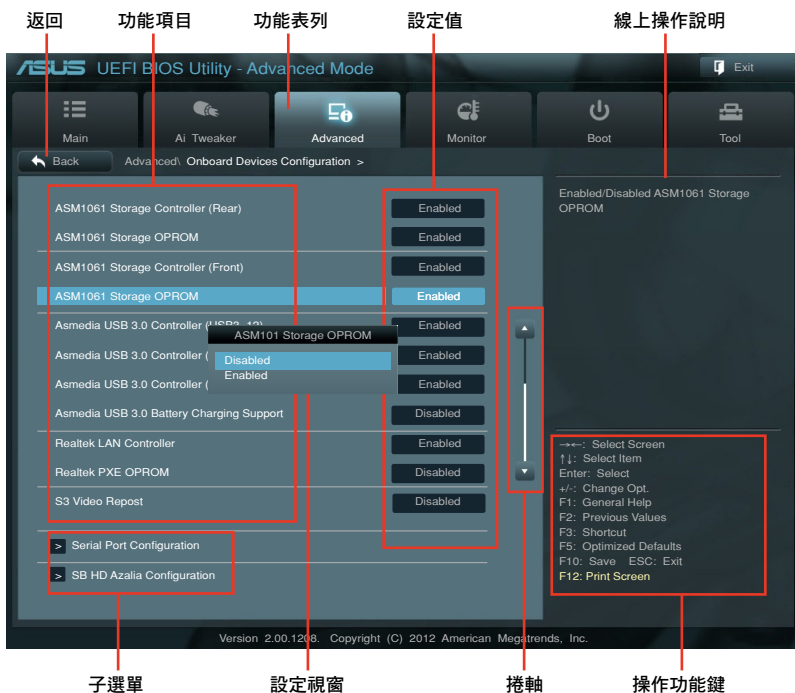 返回 功能項目 功能表列 設定值 線上操作說明
ASUS UEFI BIOS Utility - Advanced Mode Exit
Main Ai Tweaker Advanced Monitor Boot Tool
Back Advanced\ Onboard Devices Configuration >
Enabled/Disabled ASM1061 Storage
OPROM
ASM1061 Storage Controller (Rear) Enabled
ASM1061 Storage OPROM Enabled
ASM1061 Storage Controller (Front) Enabled
ASM1061 Storage OPROM Enabled
Asmedia USB 3.0 Controller (USB3_12) Enabled
ASM101 Storage OPROM
Disabled
Enabled
Asmedia USB 3.0 Controller ( Enabled
Asmedia USB 3.0 Controller ( Enabled
Asmedia USB 3.0 Battery Charging Support Disabled
Realtek LAN Controller Enabled
Realtek PXE OPROM Disabled
S3 Video Repost Disabled
> Serial Port Configuration
> SB HD Azalia Configuration
→←: Select Screen
↑↓: Select Item
Enter: Select
+/-: Change Opt.
F1: General Help
F2: Previous Values
F3: Shortcut
F5: Optimized Defaults
F10: Save ESC: Exit
F12: Print Screen
Version 2.00.1208. Copyright (C) 2012 American Megatrends, Inc.
子選單 設定視窗 捲軸 操作功能鍵